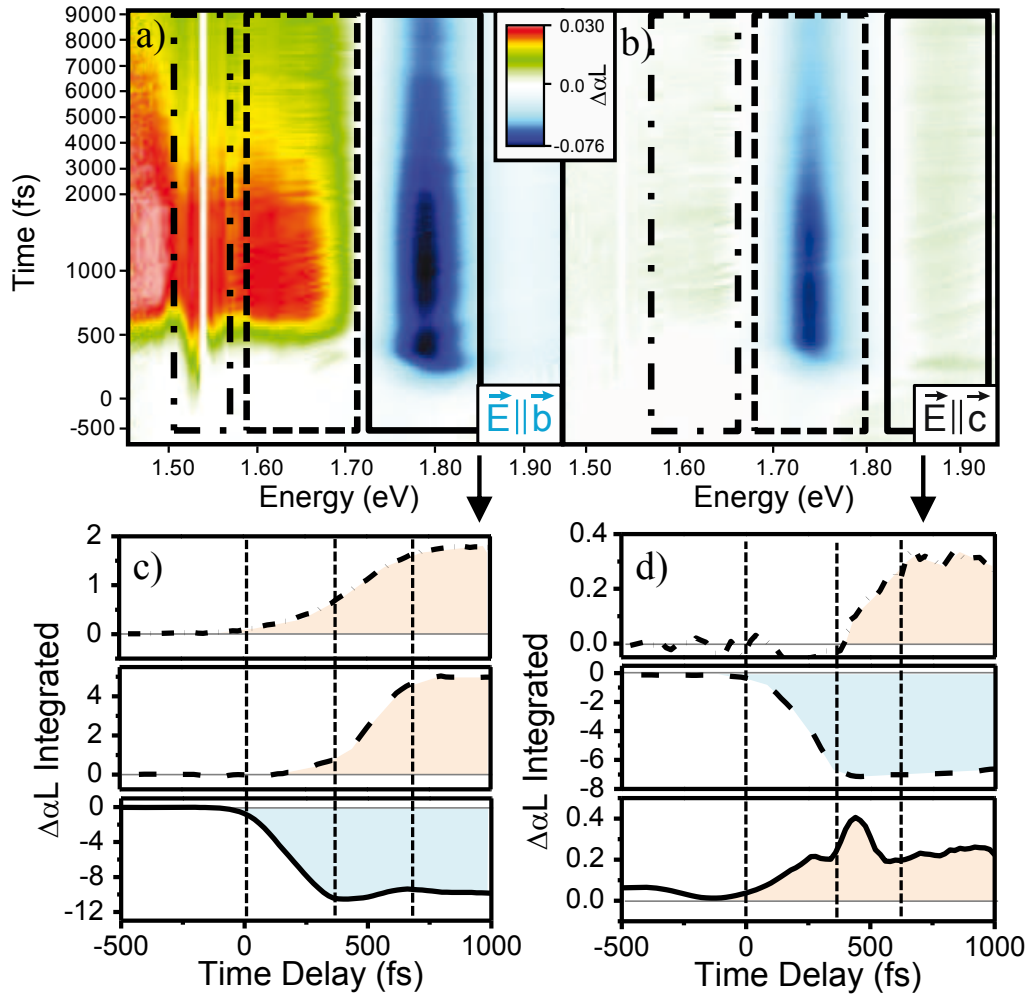 a)
b)
0.030
0.0
-0.076
ΔαL
9000
8000
7000
6000
5000
4000
3000
2000
1000
500
0
-500
Time (fs)
E||b
E||c
1.50 1.60 1.70 1.80 1.90
1.60 1.70 1.80 1.90
Energy (eV)
Energy (eV)
c)
2
1
0
4
2
0
0
-4
-8
-12
ΔαL Integrated
-500 0 500 1000
Time Delay (fs)
d)
0.4
0.2
0.0
0
-2
-4
-6
-8
0.4
0.2
0.0
ΔαL Integrated
-500 0 500 1000
Time Delay (fs)